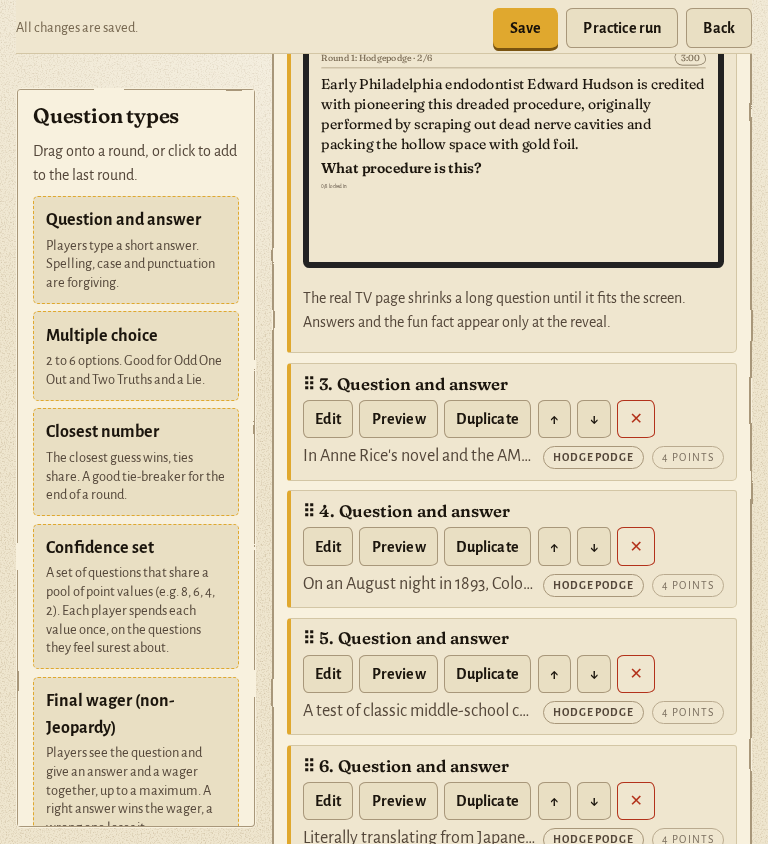 All changes are saved.
Save
Practice run
Back
Question types
Drag onto a round, or click to add
to the last round.
Question and answer
Players type a short answer.
Spelling, case and punctuation
are forgiving.
Multiple choice
2 to 6 options. Good for Odd One
Out and Two Truths and a Lie.
Closest number
The closest guess wins, ties
share. A good tie-breaker for the
end of a round.
Confidence set
A set of questions that share a
pool of point values (e.g. 8, 6, 4,
2). Each player spends each
value once, on the questions
they feel surest about.
Final wager (non-
Jeopardy)
Players see the question and
give an answer and a wager
together, up to a maximum. A
right answer wins the wager, a
wrong one loses it.
Round 1: Hodgepodge · 2/6
3:00
Early Philadelphia endodontist Edward Hudson is credited
with pioneering this dreaded procedure, originally
performed by scraping out dead nerve cavities and
packing the hollow space with gold foil.
What procedure is this?
The real TV page shrinks a long question until it fits the screen.
Answers and the fun fact appear only at the reveal.
⠿ 3. Question and answer
Edit Preview Duplicate ↑ ↓ ✕
In Anne Rice's novel and the AM... HODGEPODGE 4 POINTS
⠿ 4. Question and answer
Edit Preview Duplicate ↑ ↓ ✕
On an August night in 1893, Colo... HODGEPODGE 4 POINTS
⠿ 5. Question and answer
Edit Preview Duplicate ↑ ↓ ✕
A test of classic middle-school c... HODGEPODGE 4 POINTS
⠿ 6. Question and answer
Edit Preview Duplicate ↑ ↓ ✕
Literally translating from Japane... HODGEPODGE 4 POINTS